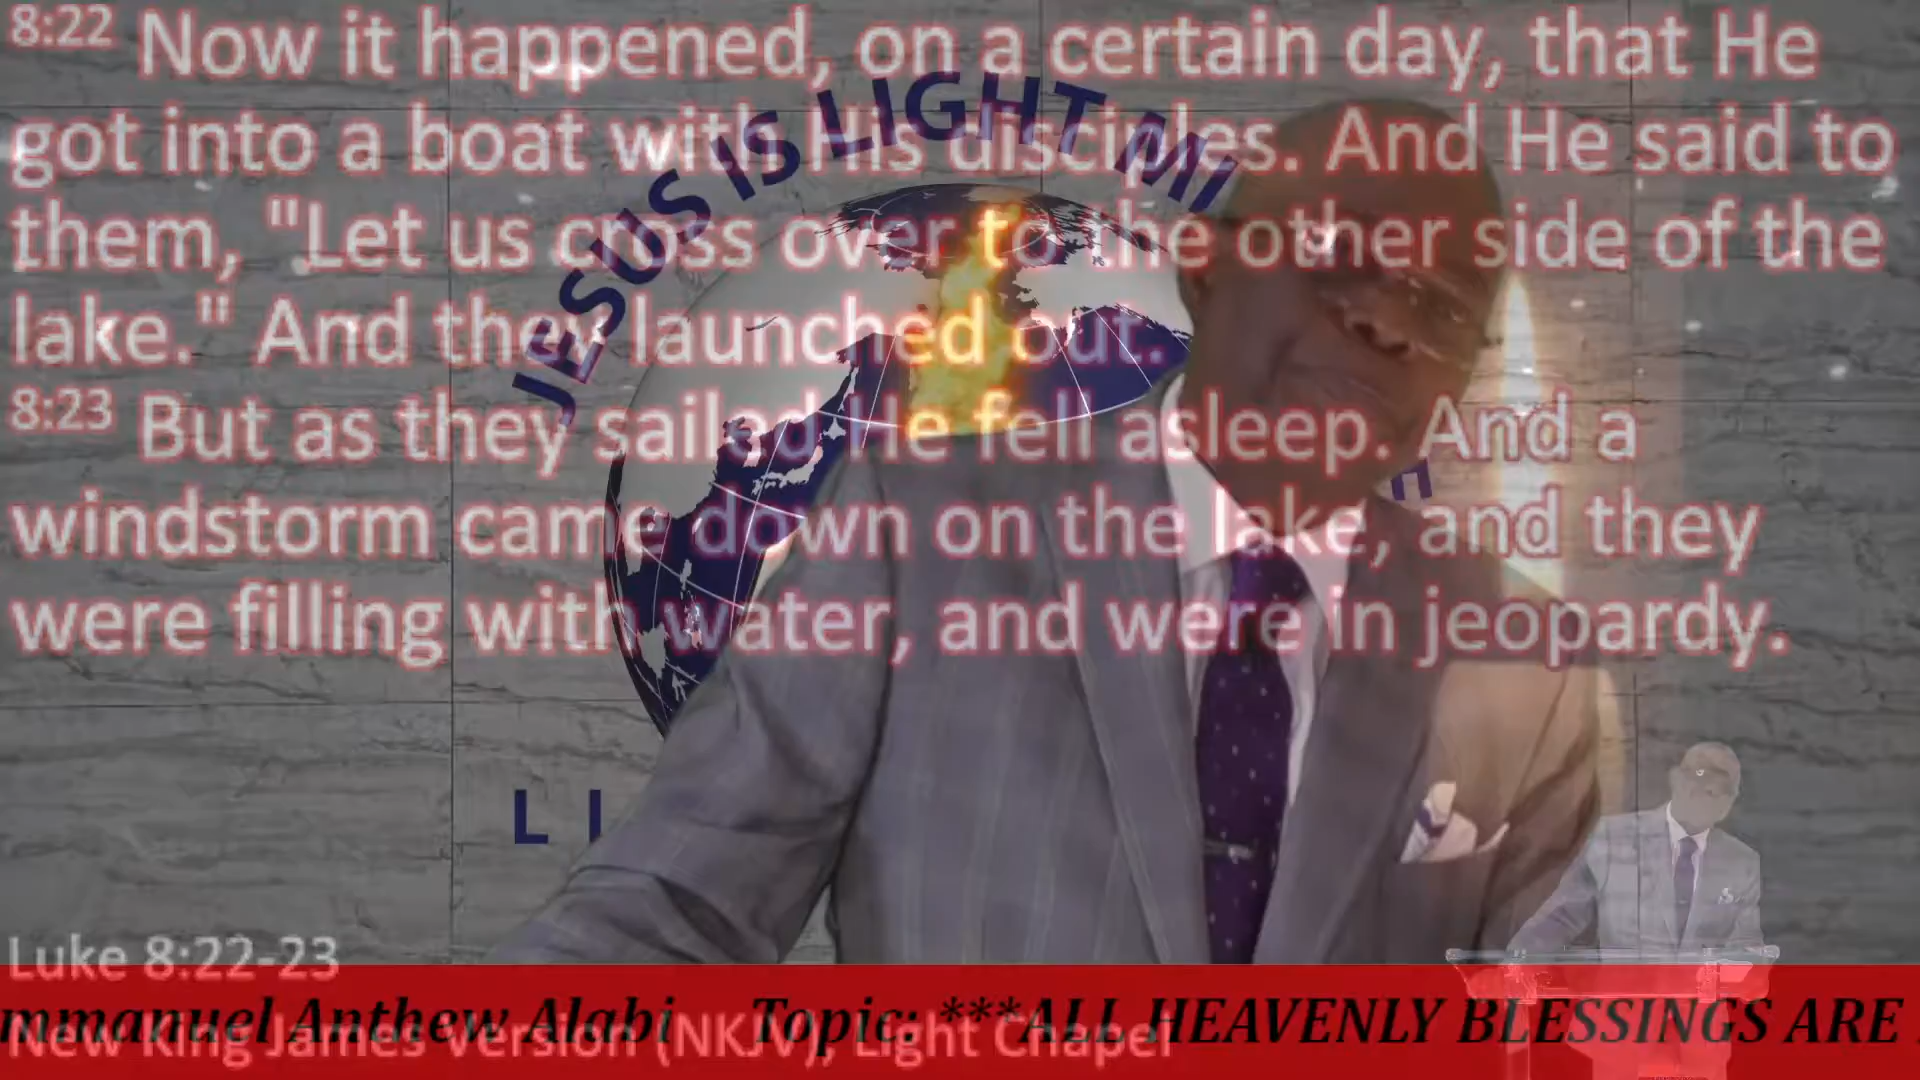 8:22 Now it happened, on a certain day, that He
got into a boat with His disciples. And He said to
them, "Let us cross over to the other side of the
lake." And they launched out.
8:23 But as they sailed He fell asleep. And a
windstorm came down on the lake, and they
were filling with water, and were in jeopardy.
JESUS IS LIGHT MI
H
L I
Luke 8:22-23
mmanuel Anthew Alabi Topic: ***ALL HEAVENLY BLESSINGS ARE
New King James Version (NKJV), Light Chapel